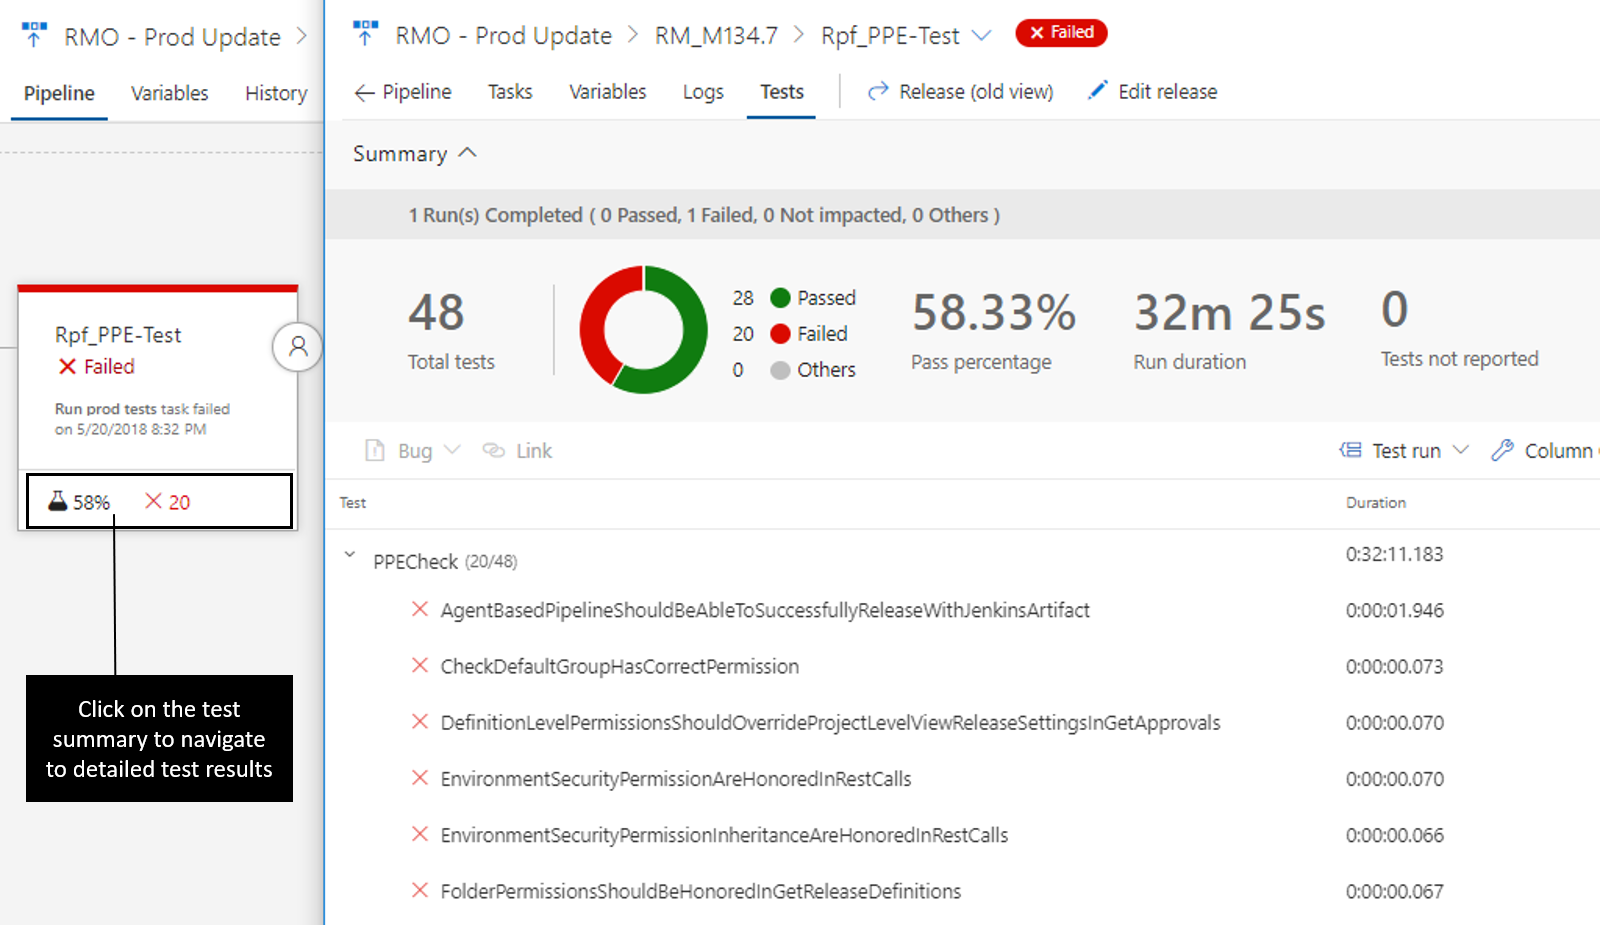 RMO - Prod Update >
Pipeline Variables History
Rpf_PPE-Test
Failed
Run prod tests task failed
on 5/20/2018 8:32 PM
58% 20
Click on the test
summary to navigate
to detailed test results
RMO - Prod Update > RM_M134.7 > Rpf_PPE-Test Failed
Pipeline Tasks Variables Logs Tests Release (old view) Edit release
Summary
1 Run(s) Completed ( 0 Passed, 1 Failed, 0 Not impacted, 0 Others )
48
Total tests
28 Passed
20 Failed
0 Others
58.33%
Pass percentage
32m 25s
Run duration
0
Tests not reported
Bug Link Test run Column
Test Duration
PPECheck (20/48) 0:32:11.183
AgentBasedPipelineShouldBeAbleToSuccessfullyReleaseWithJenkinsArtifact 0:00:01.946
CheckDefaultGroupHasCorrectPermission 0:00:00.073
DefinitionLevelPermissionsShouldOverrideProjectLevelViewReleaseSettingsInGetApprovals 0:00:00.070
EnvironmentSecurityPermissionAreHonoredInRestCalls 0:00:00.070
EnvironmentSecurityPermissionInheritanceAreHonoredInRestCalls 0:00:00.066
FolderPermissionsShouldBeHonoredInGetReleaseDefinitions 0:00:00.067